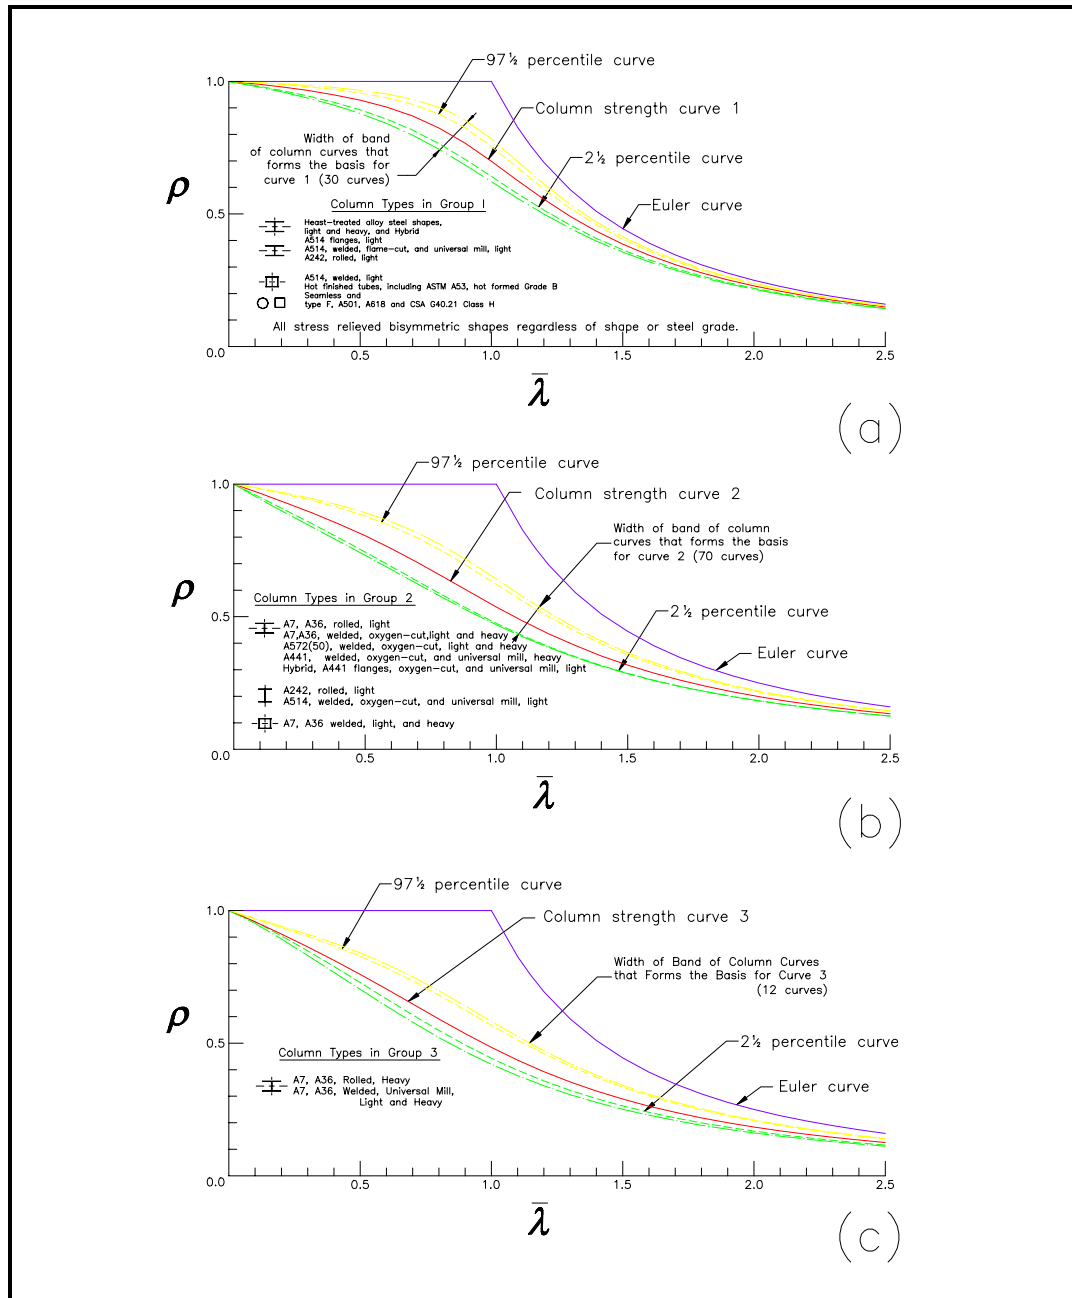 97½ percentile curve
1.0
Column strength curve 1
Width of band
of column curves that
forms the basis for
curve 1 (30 curves)
2½ percentile curve
ρ
Column Types in Group 1
Euler curve
0.5
Heast-treated alloy steel shapes,
light and heavy, and Hybrid
A514 flanges, light
A514, welded, flame-cut, and universal mill, light
A242, rolled, light
A514, welded, light
Hot finished tubes, including ASTM A53, hot formed Grade B
Seamless and
type F, A501, A618 and CSA G40.21 Class H
All stress relieved bisymmetric shapes regardless of shape or steel grade.
0.0 0.5 1.0 1.5 2.0 2.5
λ̅
(a)
97½ percentile curve
1.0
Column strength curve 2
Width of band of column
curves that forms the basis
for curve 2 (70 curves)
ρ
Column Types in Group 2
0.5
2½ percentile curve
A7, A36, rolled, light
A7,A36, welded, oxygen-cut,light and heavy
A572(50), welded, oxygen-cut, light and heavy
A441, welded, oxygen-cut, and universal mill, heavy
Hybrid, A441 flanges, oxygen-cut, and universal mill, light
Euler curve
A242, rolled, light
A514, welded, oxygen-cut, and universal mill, light
A7, A36 welded, light, and heavy
0.0 0.5 1.0 1.5 2.0 2.5
λ̅
(b)
97½ percentile curve
1.0
Column strength curve 3
Width of Band of Column Curves
that Forms the Basis for Curve 3
(12 curves)
ρ
0.5
2½ percentile curve
Column Types in Group 3
A7, A36, Rolled, Heavy
A7, A36, Welded, Universal Mill,
Light and Heavy
Euler curve
0.0 0.5 1.0 1.5 2.0 2.5
λ̅
(c)